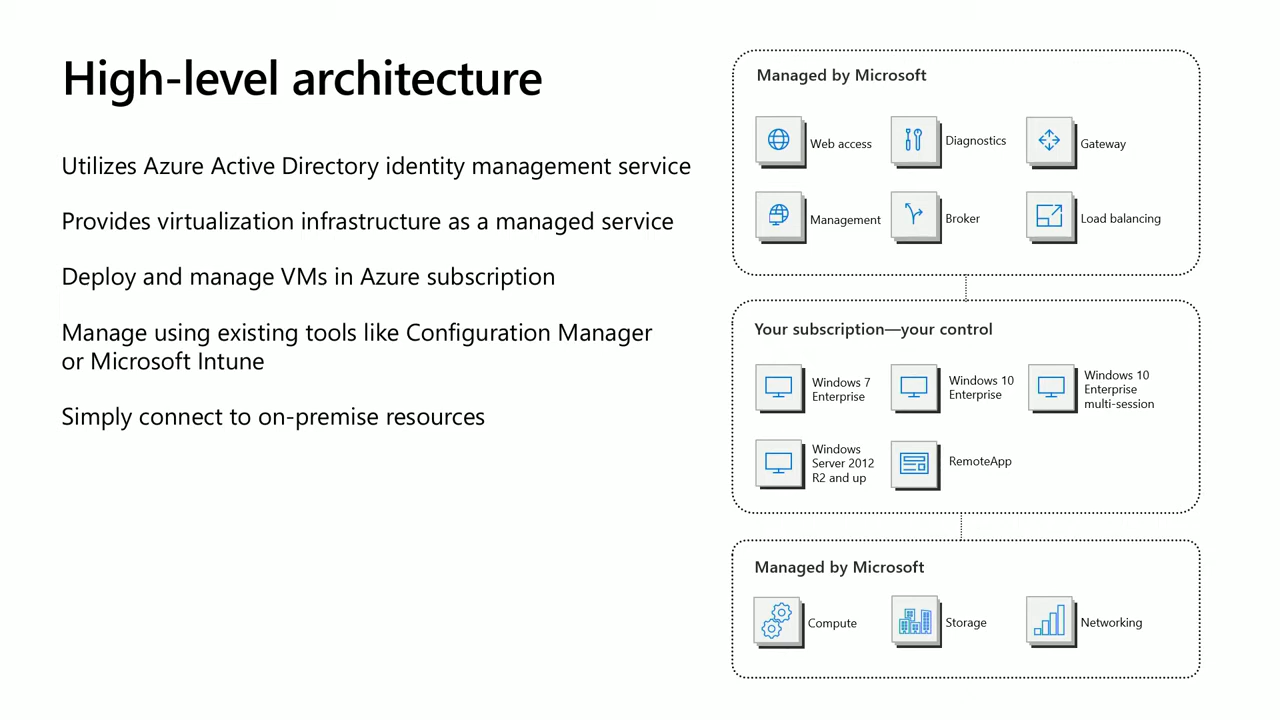 High-level architecture
Utilizes Azure Active Directory identity management service
Provides virtualization infrastructure as a managed service
Deploy and manage VMs in Azure subscription
Manage using existing tools like Configuration Manager
or Microsoft Intune
Simply connect to on-premise resources
Managed by Microsoft
Web access
Diagnostics
Gateway
Management
Broker
Load balancing
Your subscription—your control
Windows 7
Enterprise
Windows 10
Enterprise
Windows 10
Enterprise
multi-session
Windows
Server 2012
R2 and up
RemoteApp
Managed by Microsoft
Compute
Storage
Networking